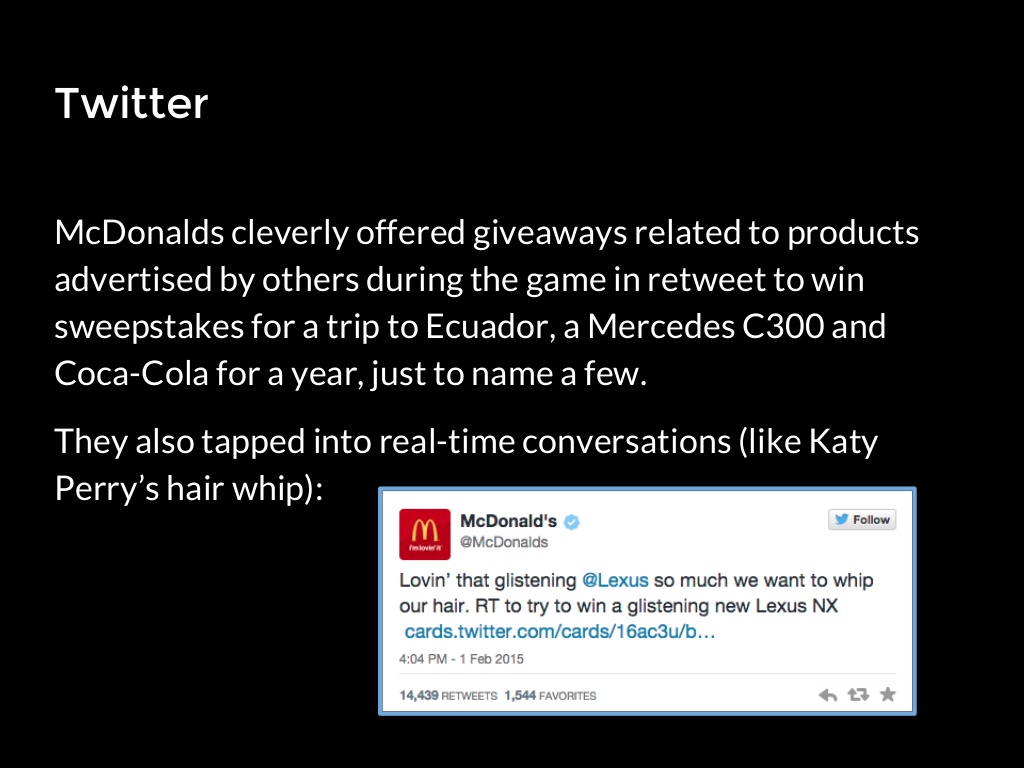 Twitter
McDonalds cleverly offered giveaways related to products
advertised by others during the game in retweet to win
sweepstakes for a trip to Ecuador, a Mercedes C300 and
Coca-Cola for a year, just to name a few.
They also tapped into real-time conversations (like Katy
Perry’s hair whip):
McDonald's
@McDonalds
Follow
i'm lovin' it
Lovin’ that glistening @Lexus so much we want to whip
our hair. RT to try to win a glistening new Lexus NX
cards.twitter.com/cards/16ac3u/b…
4:04 PM - 1 Feb 2015
14,439 RETWEETS 1,544 FAVORITES